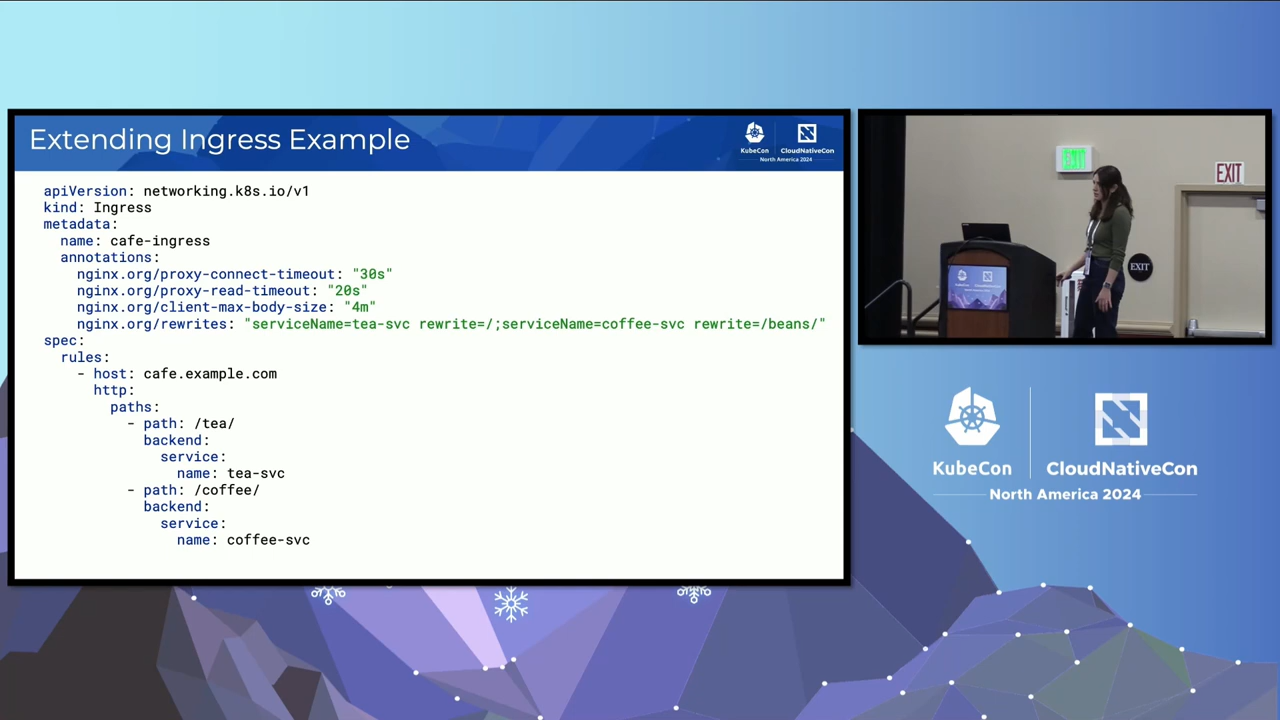 Extending Ingress Example
KubeCon
CloudNativeCon
North America 2024
apiVersion: networking.k8s.io/v1
kind: Ingress
metadata:
  name: cafe-ingress
  annotations:
    nginx.org/proxy-connect-timeout: "30s"
    nginx.org/proxy-read-timeout: "20s"
    nginx.org/client-max-body-size: "4m"
    nginx.org/rewrites: "serviceName=tea-svc rewrite=/;serviceName=coffee-svc rewrite=/beans/"
spec:
  rules:
    - host: cafe.example.com
      http:
        paths:
          - path: /tea/
            backend:
              service:
                name: tea-svc
          - path: /coffee/
            backend:
              service:
                name: coffee-svc
EXIT
EXIT
EXIT
KubeCon
CloudNativeCon
North America 2024